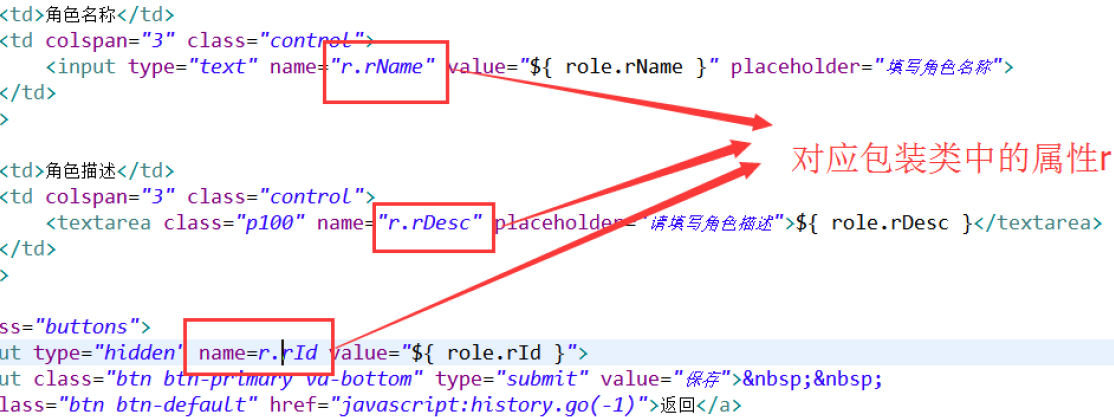 <td>角色名称</td>
<td colspan="3" class="control">
<input type="text" name="r.rName" value="${ role.rName }" placeholder="填写角色名称">
</td>
>
对应包装类中的属性r
<td>角色描述</td>
<td colspan="3" class="control">
<textarea class="p100" name="r.rDesc" placeholder="请填写角色描述">${ role.rDesc }</textarea>
</td>
>
ss="buttons">
ut type="hidden" name=r.rId value="${ role.rId }">
ut class="btn btn-primary va-bottom" type="submit" value="保存">&nbsp;&nbsp;
lass="btn btn-default" href="javascript:history.go(-1)">返回</a>